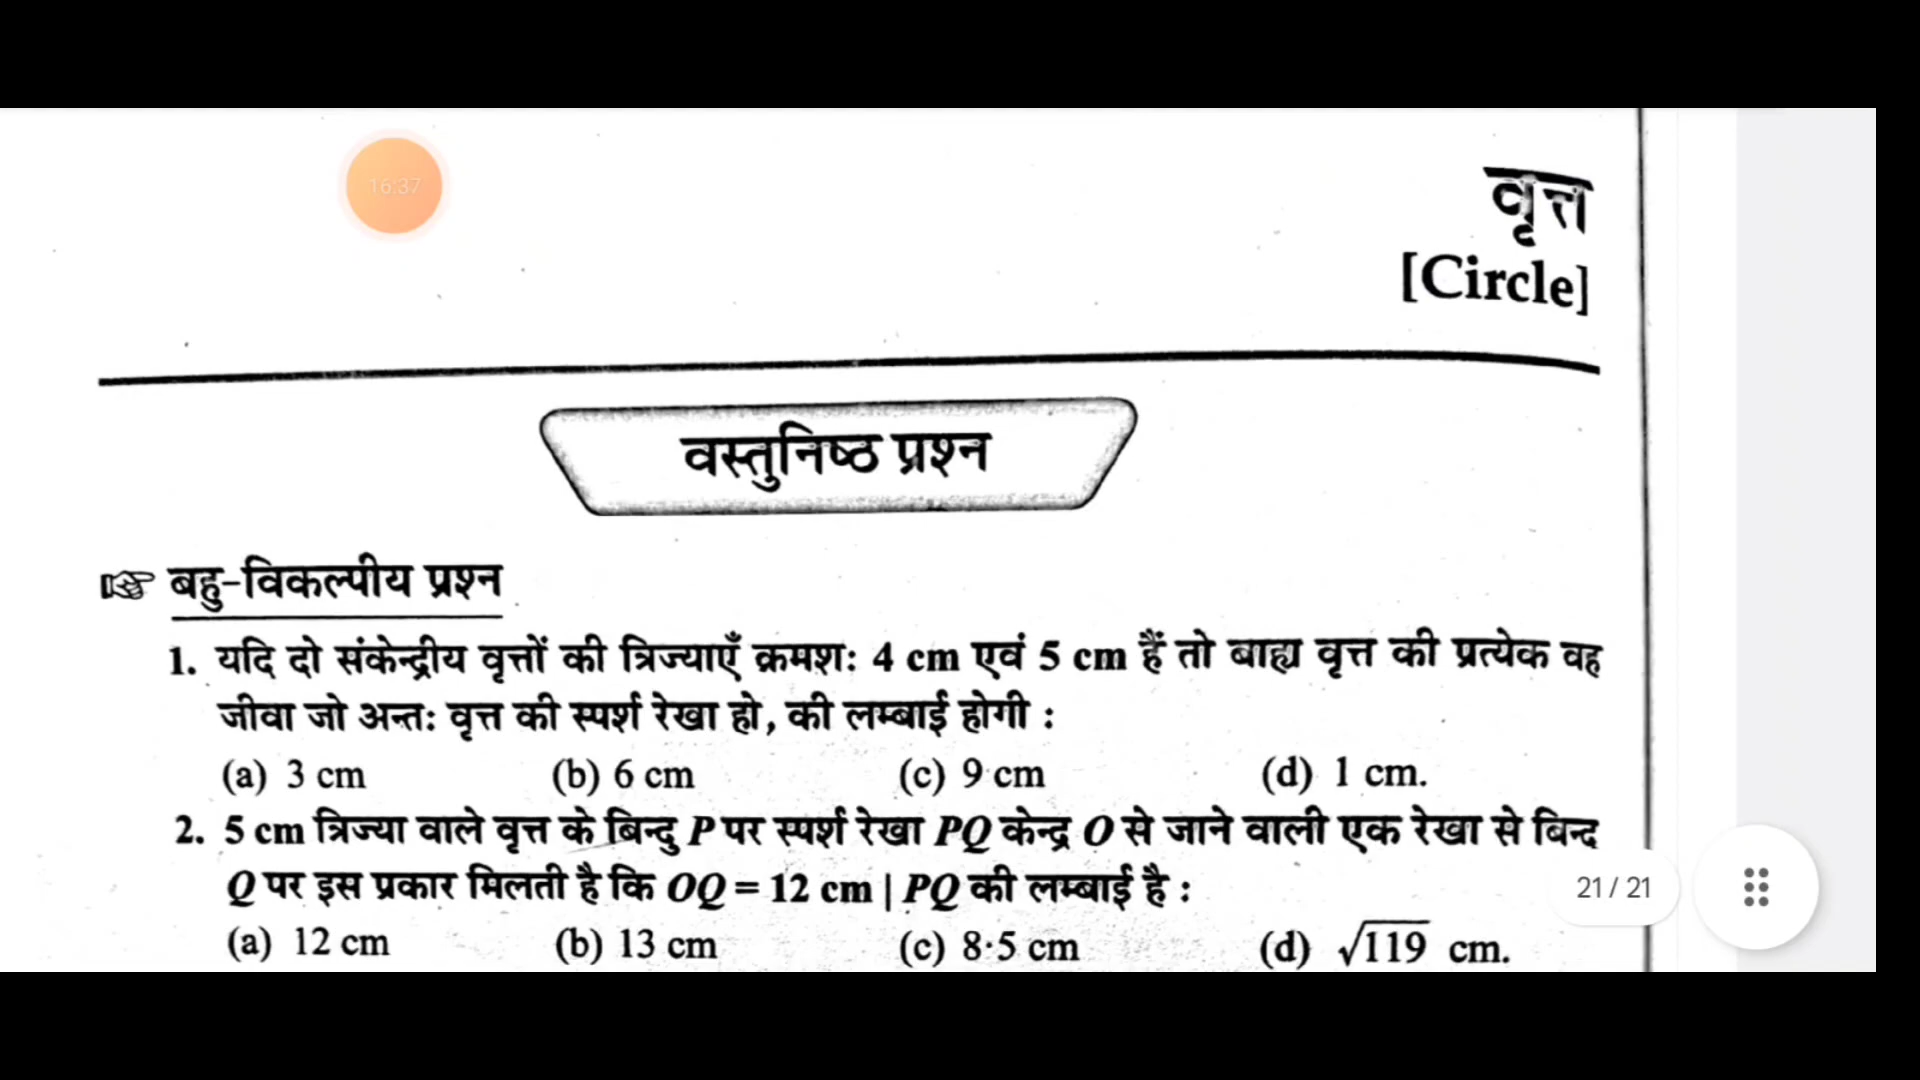 16:37
वृत्त
[Circle]
वस्तुनिष्ठ प्रश्न
बहु-विकल्पीय प्रश्न
1. यदि दो संकेन्द्रीय वृत्तों की त्रिज्याएँ क्रमश: 4 cm एवं 5 cm हैं तो बाह्य वृत्त की प्रत्येक वह
जीवा जो अन्त: वृत्त की स्पर्श रेखा हो, की लम्बाई होगी :
(a) 3 cm (b) 6 cm (c) 9 cm (d) 1 cm.
2. 5 cm त्रिज्या वाले वृत्त के बिन्दु P पर स्पर्श रेखा PQ केन्द्र O से जाने वाली एक रेखा से बिन्द
Q पर इस प्रकार मिलती है कि OQ = 12 cm | PQ की लम्बाई है :
21 / 21
(a) 12 cm (b) 13 cm (c) 8·5 cm (d) √119 cm.